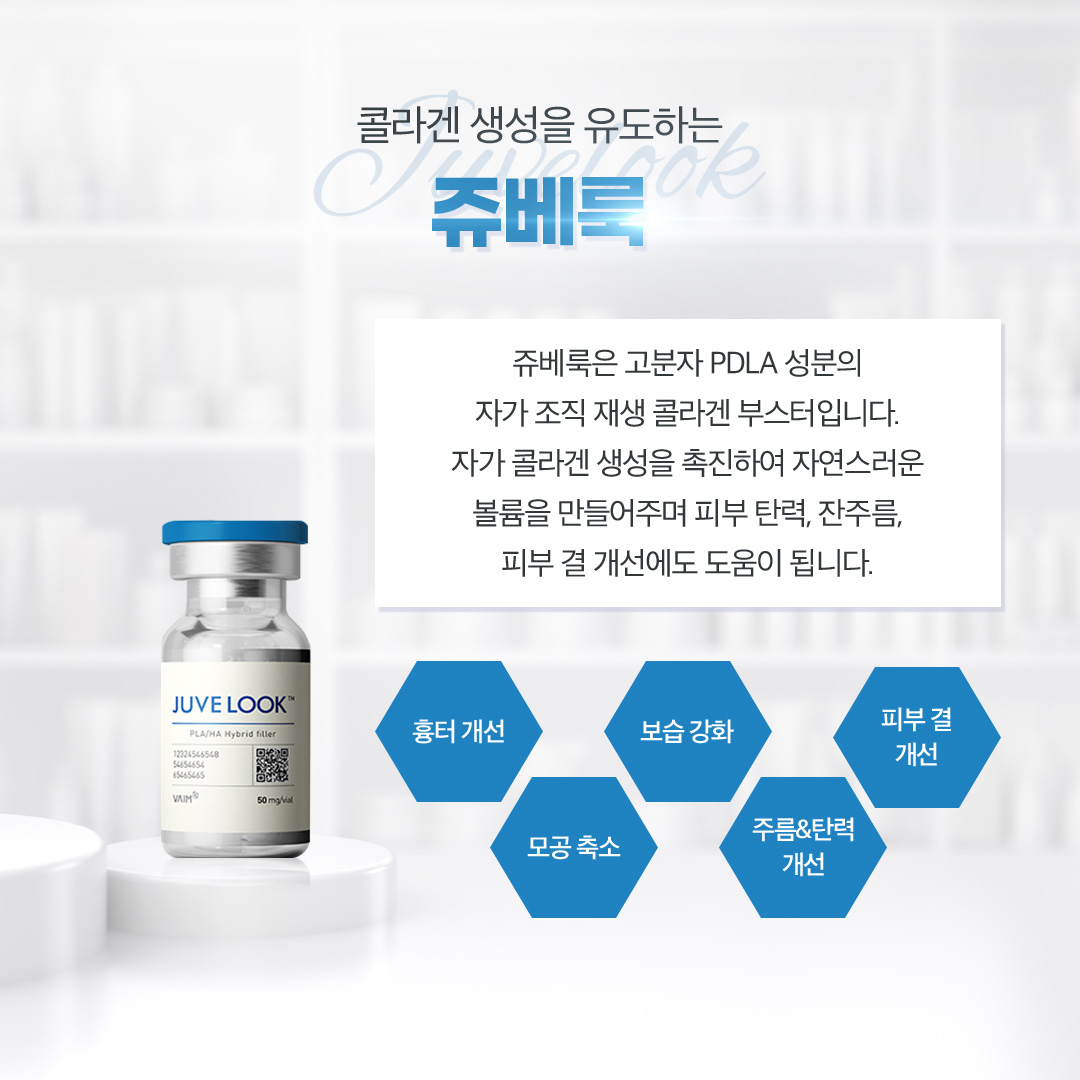 콜라겐 생성을 유도하는
Juvelook
쥬베룩
쥬베룩은 고분자 PDLA 성분의
자가 조직 재생 콜라겐 부스터입니다.
자가 콜라겐 생성을 촉진하여 자연스러운
볼륨을 만들어주며 피부 탄력, 잔주름,
피부 결 개선에도 도움이 됩니다.
JUVE LOOK™
PLA/HA Hybrid filler
12324546548
54654654
65465465
VAIM
50 mg/vial
흉터 개선
보습 강화
피부 결
개선
모공 축소
주름&탄력
개선